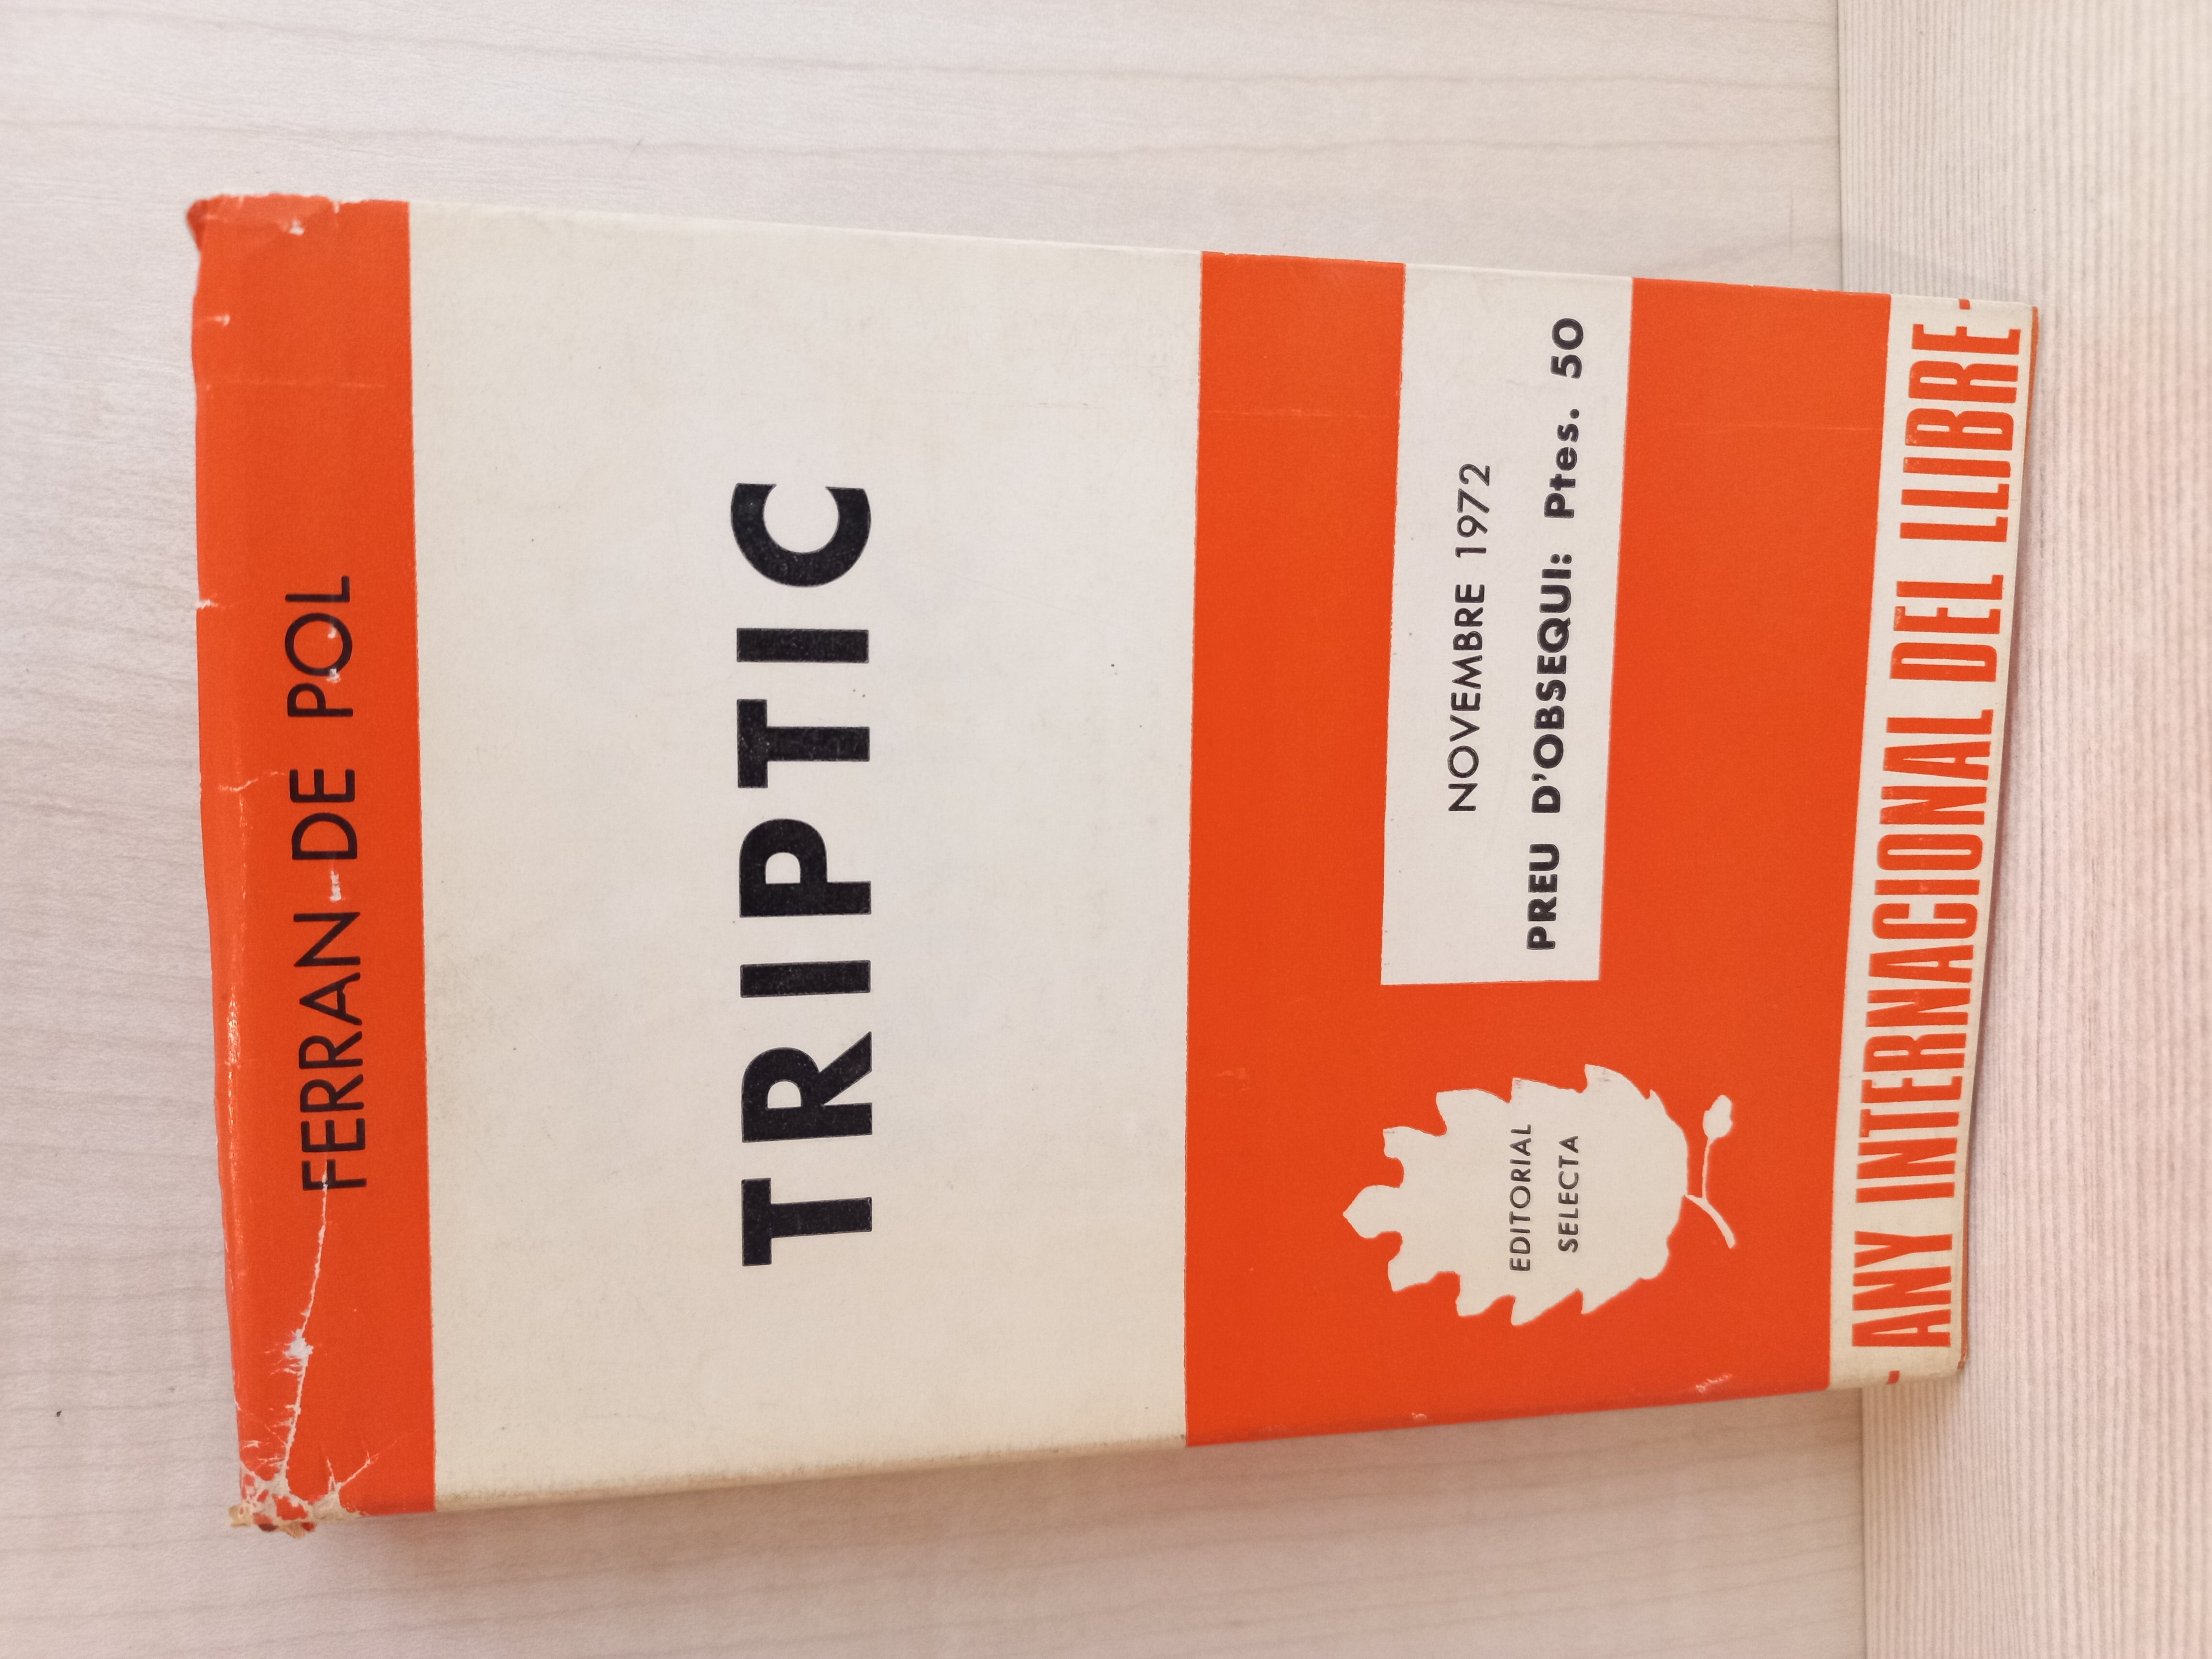 FERRAN DE POL
TRIPTIC
NOVEMBRE 1972
PREU D'OBSEQUI: Ptes. 50
EDITORIAL
SELECTA
- ANY INTERNACIONAL DEL LLIBRE -